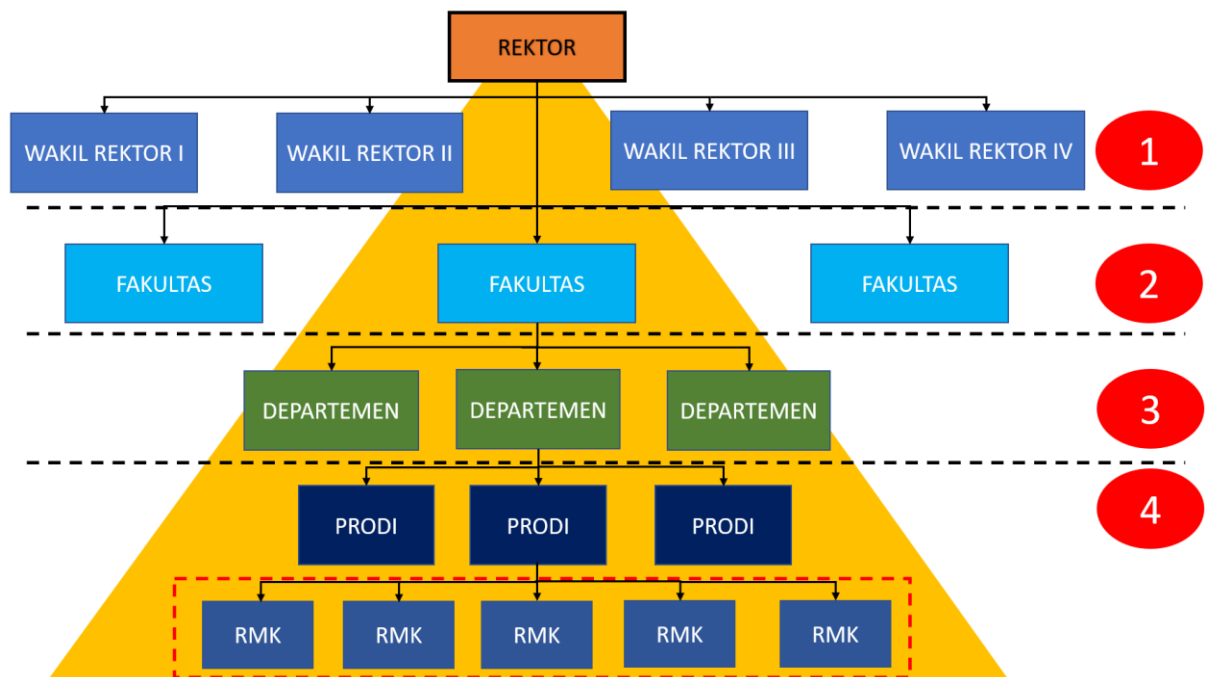 REKTOR
WAKIL REKTOR I
WAKIL REKTOR II
WAKIL REKTOR III
WAKIL REKTOR IV
1
FAKULTAS
FAKULTAS
FAKULTAS
2
DEPARTEMEN
DEPARTEMEN
DEPARTEMEN
3
PRODI
PRODI
PRODI
4
RMK
RMK
RMK
RMK
RMK